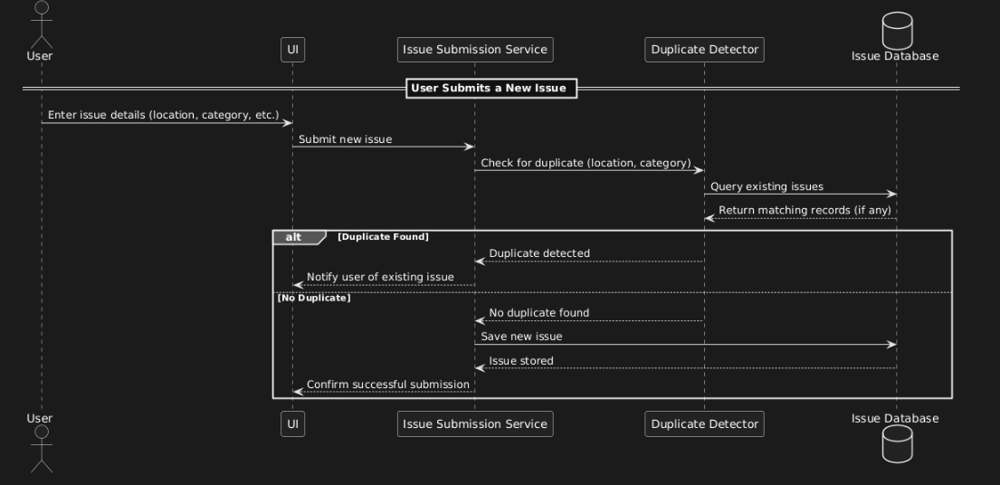 User
UI
Issue Submission Service
Duplicate Detector
Issue Database
User Submits a New Issue
Enter issue details (location, category, etc.)
Submit new issue
Check for duplicate (location, category)
Query existing issues
Return matching records (if any)
alt
[Duplicate Found]
Duplicate detected
Notify user of existing issue
[No Duplicate]
No duplicate found
Save new issue
Issue stored
Confirm successful submission
User
UI
Issue Submission Service
Duplicate Detector
Issue Database